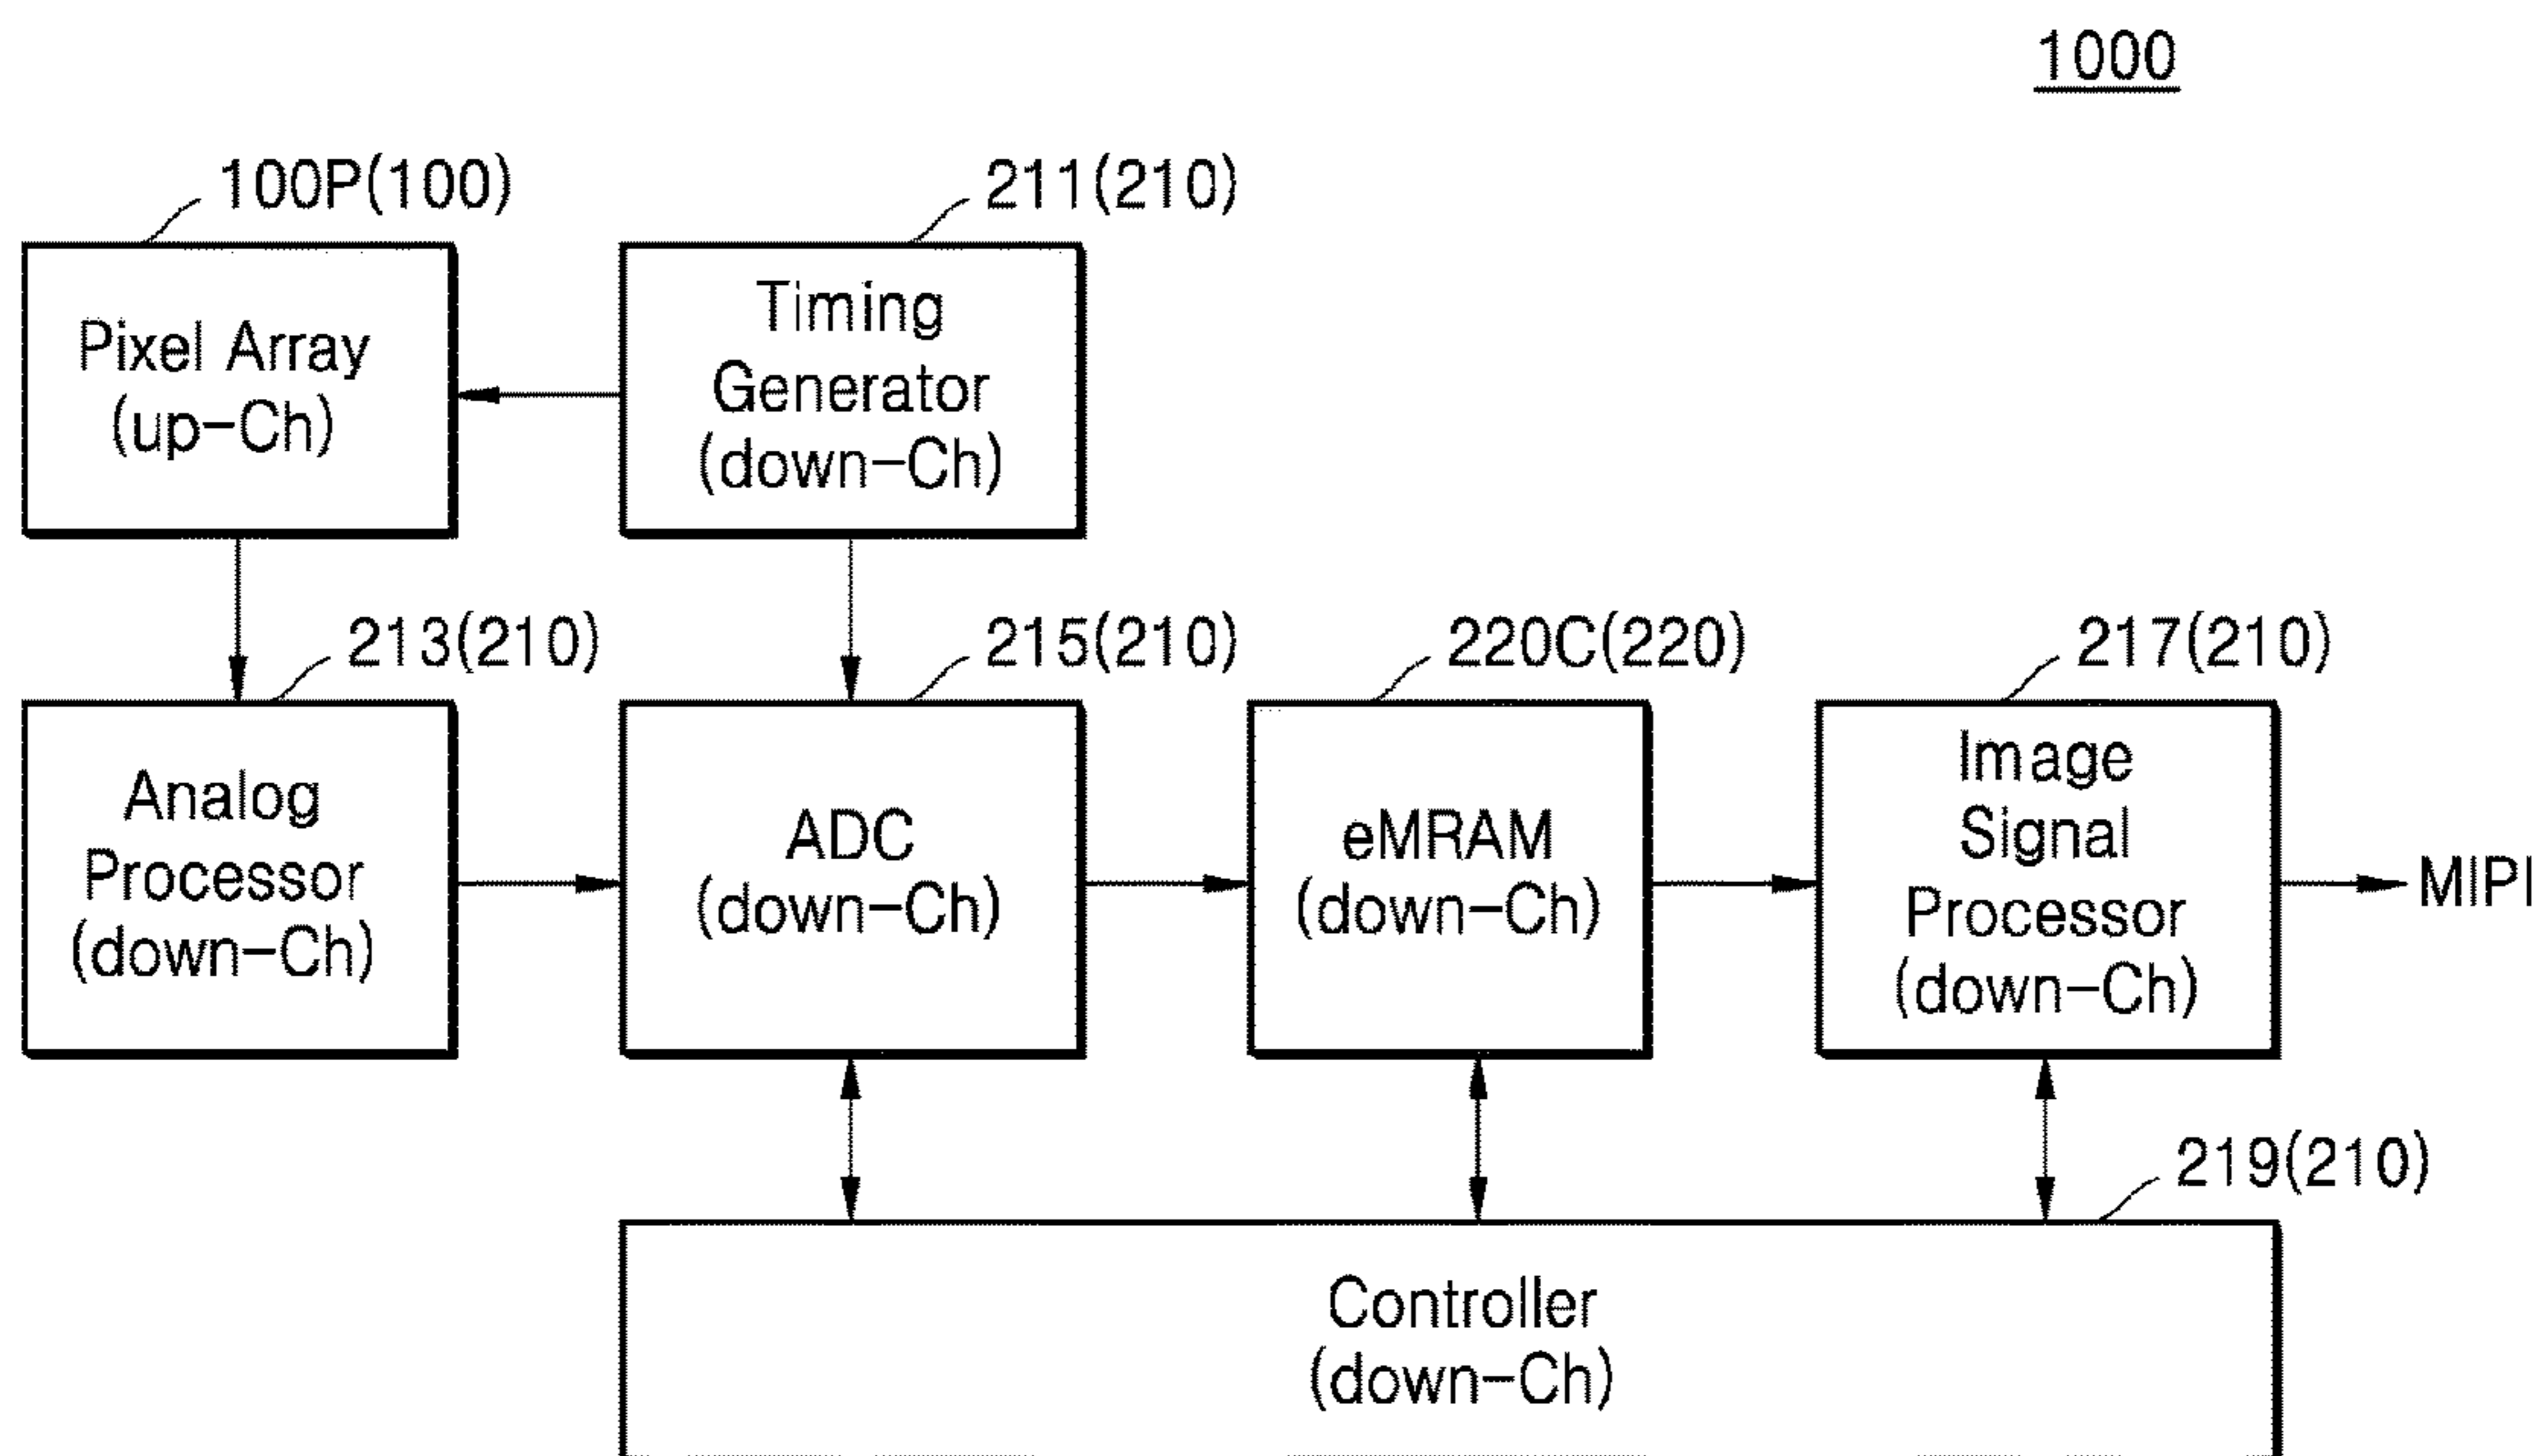 1000
100P(100)
211(210)
Pixel Array
(up-Ch)
Timing
Generator
(down-Ch)
213(210)
215(210)
220C(220)
217(210)
Analog
Processor
(down-Ch)
ADC
(down-Ch)
eMRAM
(down-Ch)
Image
Signal
Processor
(down-Ch)
MIPI
219(210)
Controller
(down-Ch)